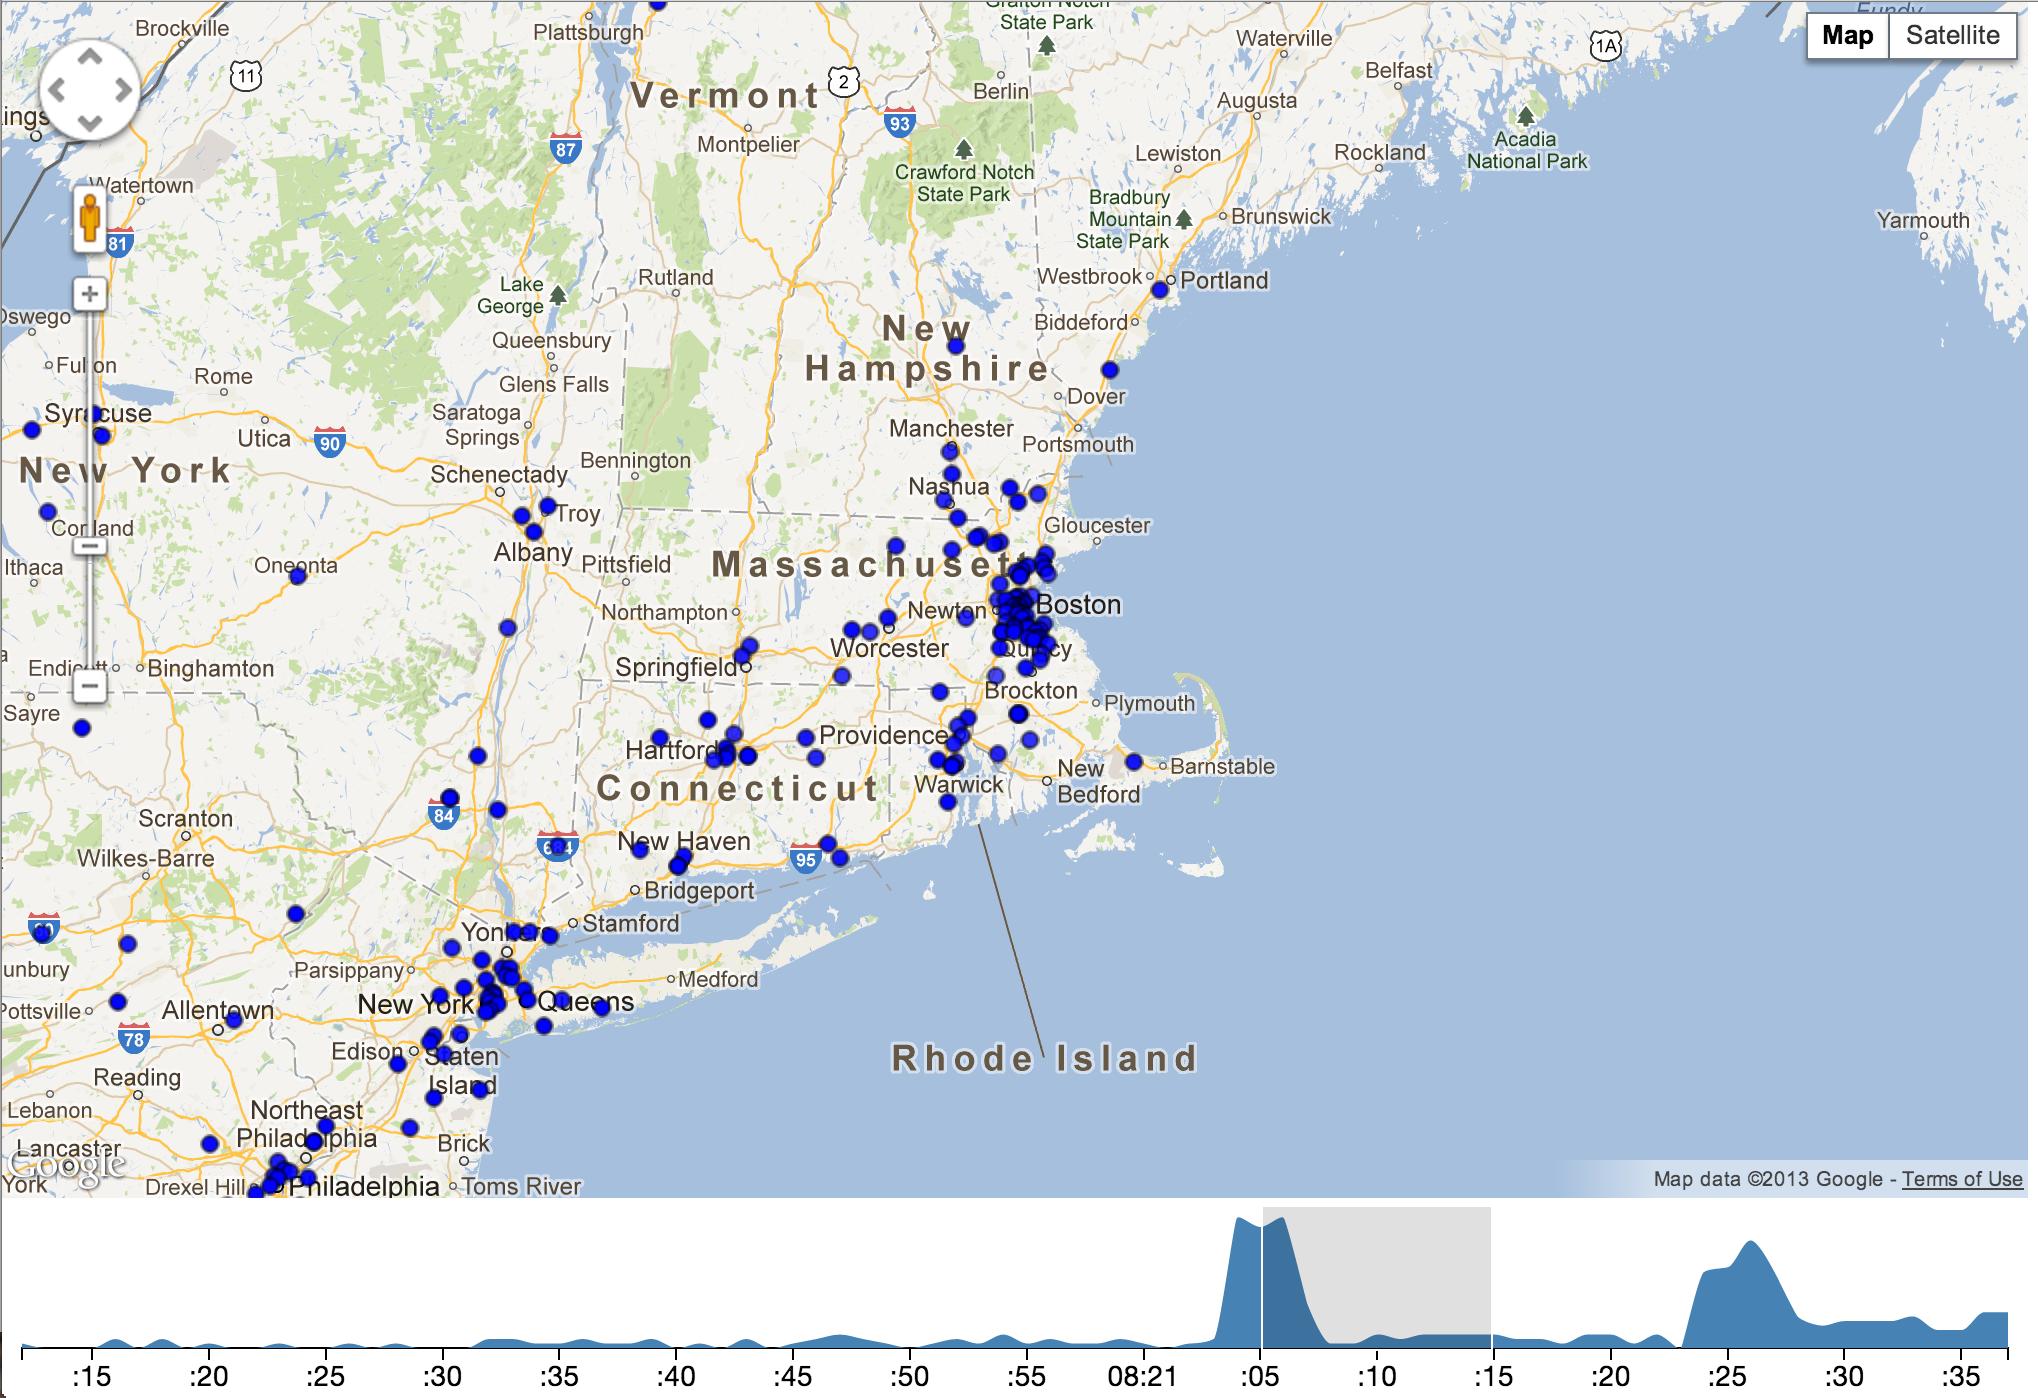 Grafton Notch
State Park
Eundy
Brockville
Plattsburgh
Waterville
1A
Map
Satellite
11
Vermont
2
Berlin
Belfast
Augusta
93
Montpelier
87
Acadia
National Park
Rockland
Lewiston
Crawford Notch
State Park
Watertown
Bradbury
Mountain
State Park
Brunswick
Yarmouth
81
Rutland
Westbrook
Portland
Lake
George
Oswego
Biddeford
New
Hampshire
Queensbury
Fulton
Rome
Glens Falls
Dover
Syracuse
Saratoga
Springs
Utica
90
Manchester
Portsmouth
New York
Bennington
Schenectady
Nashua
Troy
Cortland
Gloucester
Albany
Pittsfield
Massachusett
Ithaca
Oneonta
Northampton
Newton
Boston
Worcester
Quincy
Endicott
Binghamton
Springfield
Brockton
Plymouth
Sayre
Hartford
Providence
Barnstable
Connecticut
Warwick
New
Bedford
84
Scranton
684
New Haven
95
Wilkes-Barre
Bridgeport
Stamford
80
Yonkers
unbury
Parsippany
Medford
Pottsville
Allentown
New York
Queens
78
Edison
Staten
Island
Rhode Island
Reading
Lebanon
Northeast
Philadelphia
Brick
Lancaster
Google
York
Drexel Hill
Philadelphia
Toms River
Map data ©2013 Google - Terms of Use
:15 :20 :25 :30 :35 :40 :45 :50 :55 08:21 :05 :10 :15 :20 :25 :30 :35